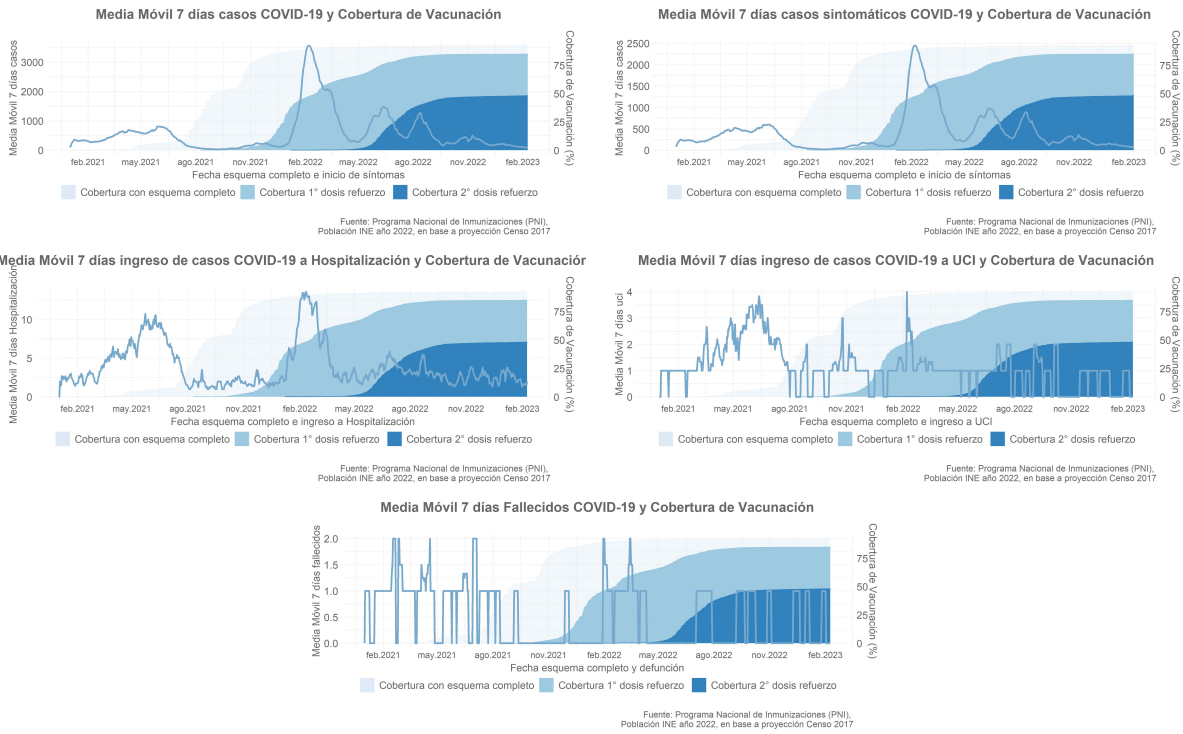 Media Móvil 7 días casos COVID-19 y Cobertura de Vacunación
Media Móvil 7 días casos
3000
2000
1000
0
Cobertura de Vacunación (%)
75
50
25
0
feb.2021 may.2021 ago.2021 nov.2021 feb.2022 may.2022 ago.2022 nov.2022 feb.2023
Fecha esquema completo e inicio de síntomas
Cobertura con esquema completo Cobertura 1° dosis refuerzo Cobertura 2° dosis refuerzo
Fuente: Programa Nacional de Inmunizaciones (PNI),
Población INE año 2022, en base a proyección Censo 2017
Media Móvil 7 días casos sintomáticos COVID-19 y Cobertura de Vacunación
Media Móvil 7 días casos
2500
2000
1500
1000
500
0
Cobertura de Vacunación (%)
75
50
25
0
feb.2021 may.2021 ago.2021 nov.2021 feb.2022 may.2022 ago.2022 nov.2022 feb.2023
Fecha esquema completo e inicio de síntomas
Cobertura con esquema completo Cobertura 1° dosis refuerzo Cobertura 2° dosis refuerzo
Fuente: Programa Nacional de Inmunizaciones (PNI),
Población INE año 2022, en base a proyección Censo 2017
Media Móvil 7 días ingreso de casos COVID-19 a Hospitalización y Cobertura de Vacunación
Media Móvil 7 días Hospitalización
10
5
0
Cobertura de Vacunación (%)
75
50
25
0
feb.2021 may.2021 ago.2021 nov.2021 feb.2022 may.2022 ago.2022 nov.2022 feb.2023
Fecha esquema completo e ingreso a Hospitalización
Cobertura con esquema completo Cobertura 1° dosis refuerzo Cobertura 2° dosis refuerzo
Fuente: Programa Nacional de Inmunizaciones (PNI),
Población INE año 2022, en base a proyección Censo 2017
Media Móvil 7 días ingreso de casos COVID-19 a UCI y Cobertura de Vacunación
Media Móvil 7 días uci
4
3
2
1
0
Cobertura de Vacunación (%)
75
50
25
0
feb.2021 may.2021 ago.2021 nov.2021 feb.2022 may.2022 ago.2022 nov.2022 feb.2023
Fecha esquema completo e ingreso a UCI
Cobertura con esquema completo Cobertura 1° dosis refuerzo Cobertura 2° dosis refuerzo
Fuente: Programa Nacional de Inmunizaciones (PNI),
Población INE año 2022, en base a proyección Censo 2017
Media Móvil 7 días Fallecidos COVID-19 y Cobertura de Vacunación
Media Móvil 7 días fallecidos
2.0
1.5
1.0
0.5
0.0
Cobertura de Vacunación (%)
75
50
25
0
feb.2021 may.2021 ago.2021 nov.2021 feb.2022 may.2022 ago.2022 nov.2022 feb.2023
Fecha esquema completo y defunción
Cobertura con esquema completo Cobertura 1° dosis refuerzo Cobertura 2° dosis refuerzo
Fuente: Programa Nacional de Inmunizaciones (PNI),
Población INE año 2022, en base a proyección Censo 2017